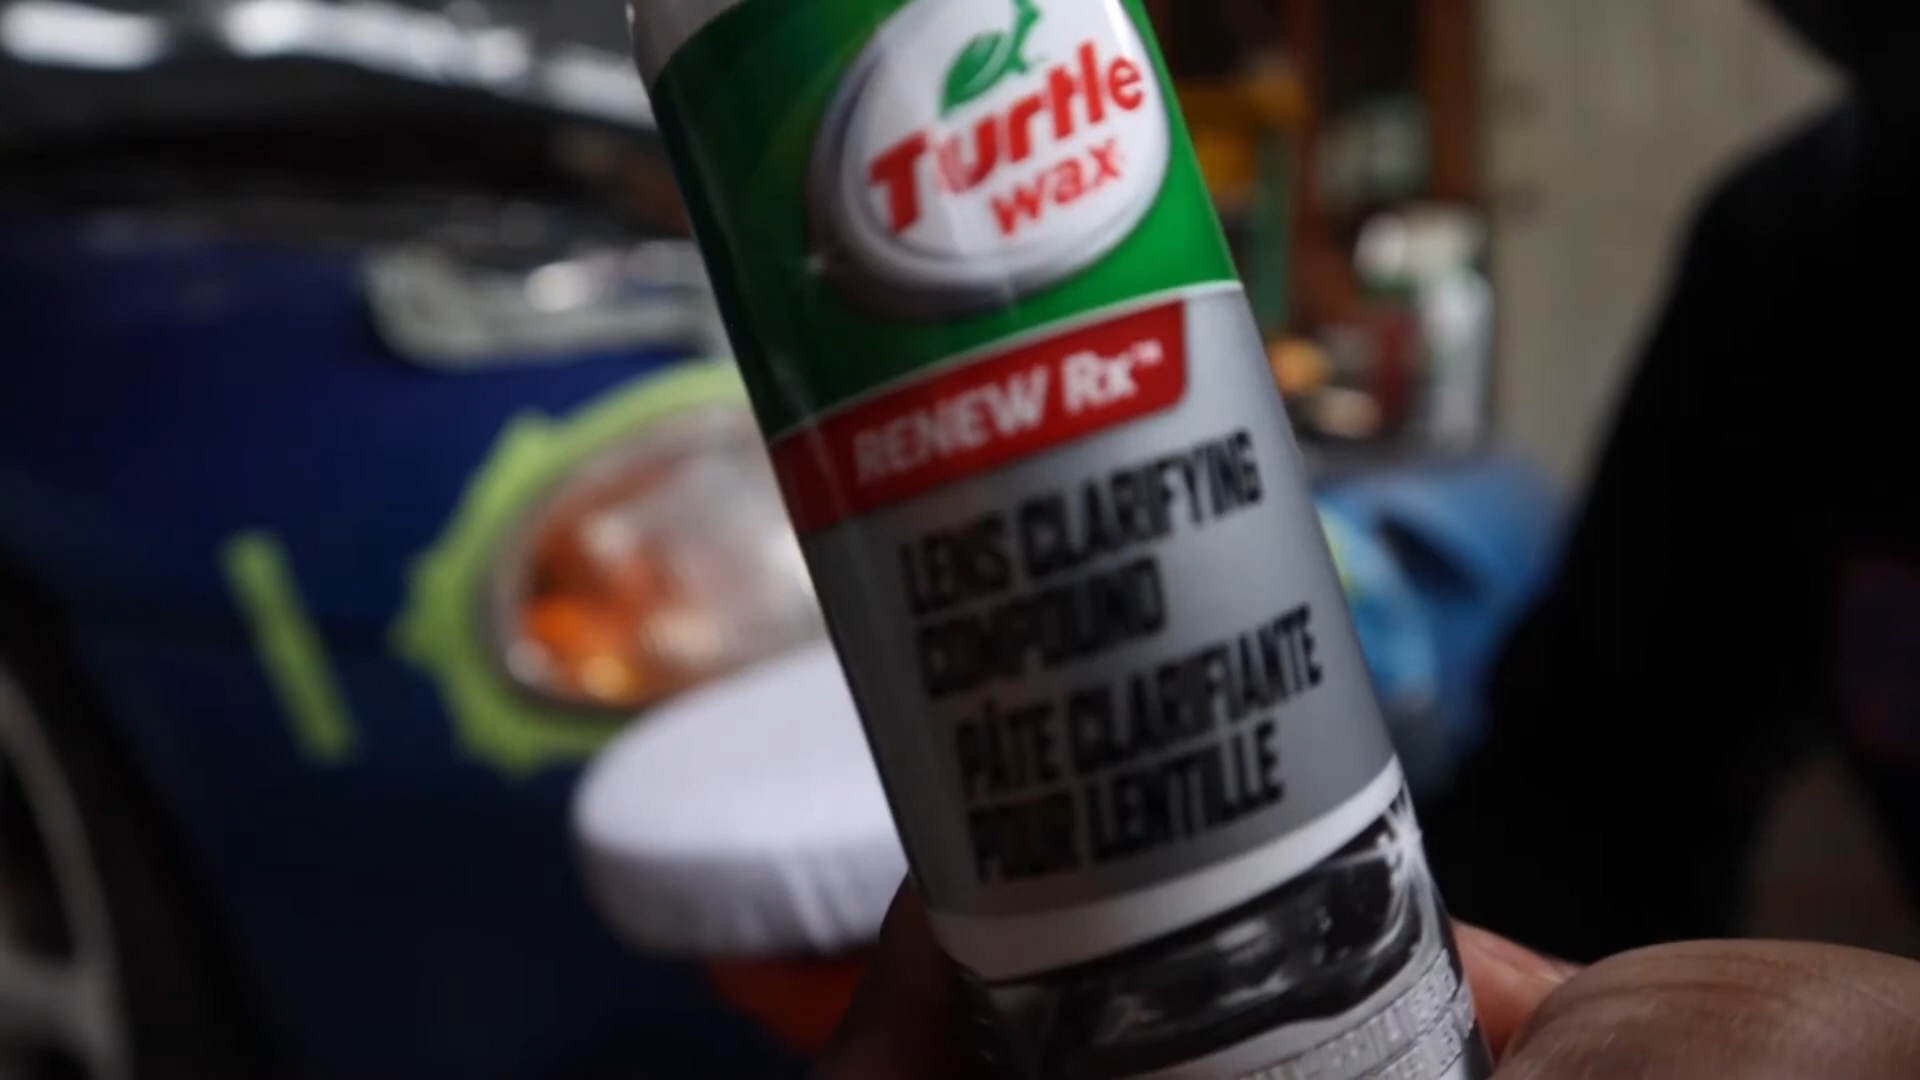 Turtle
wax
RENEW Rx™
LENS CLARIFYING
COMPOUND
PÂTE CLARIFIANTE
POUR LENTILLE